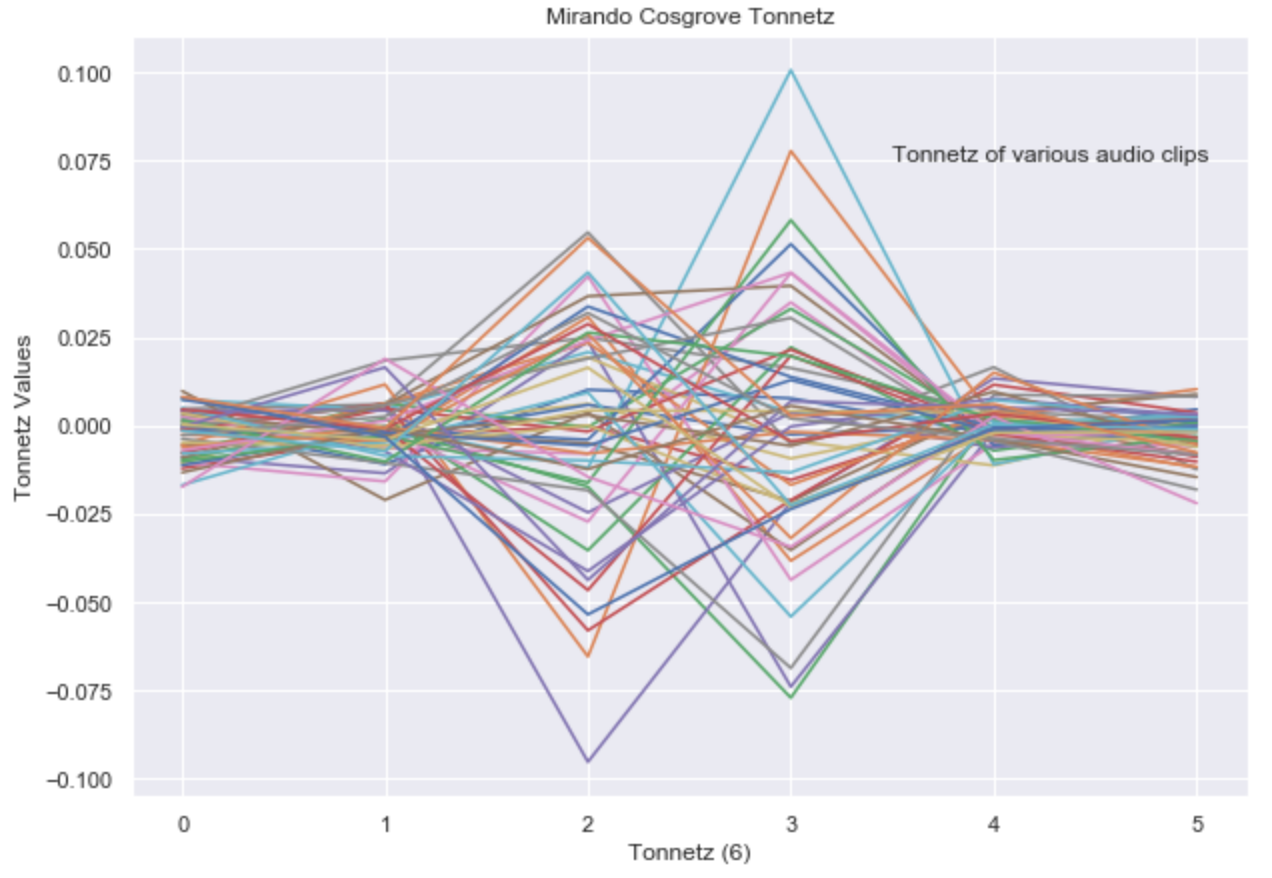 Mirando Cosgrove Tonnetz
0.100
0.075
Tonnetz of various audio clips
0.050
0.025
0.000
−0.025
−0.050
−0.075
−0.100
Tonnetz Values
0 1 2 3 4 5
Tonnetz (6)